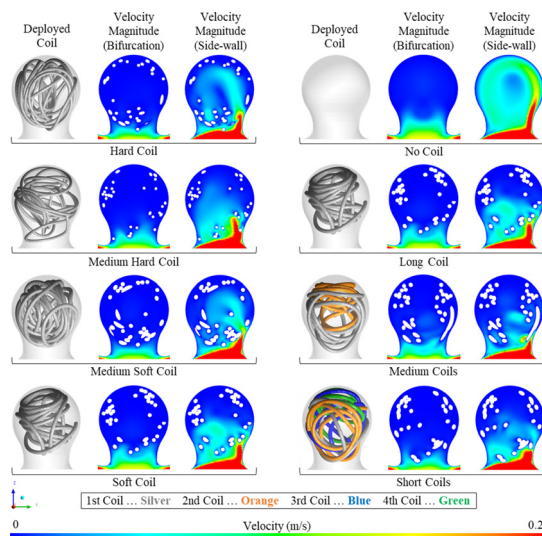 Deployed
Coil
Velocity
Magnitude
(Bifurcation)
Velocity
Magnitude
(Side-wall)
Deployed
Coil
Velocity
Magnitude
(Bifurcation)
Velocity
Magnitude
(Side-wall)
Hard Coil
No Coil
Medium Hard Coil
Long Coil
Medium Soft Coil
Medium Coils
Soft Coil
Short Coils
1st Coil … Silver 2nd Coil … Orange 3rd Coil … Blue 4th Coil … Green
0 Velocity (m/s) 0.2